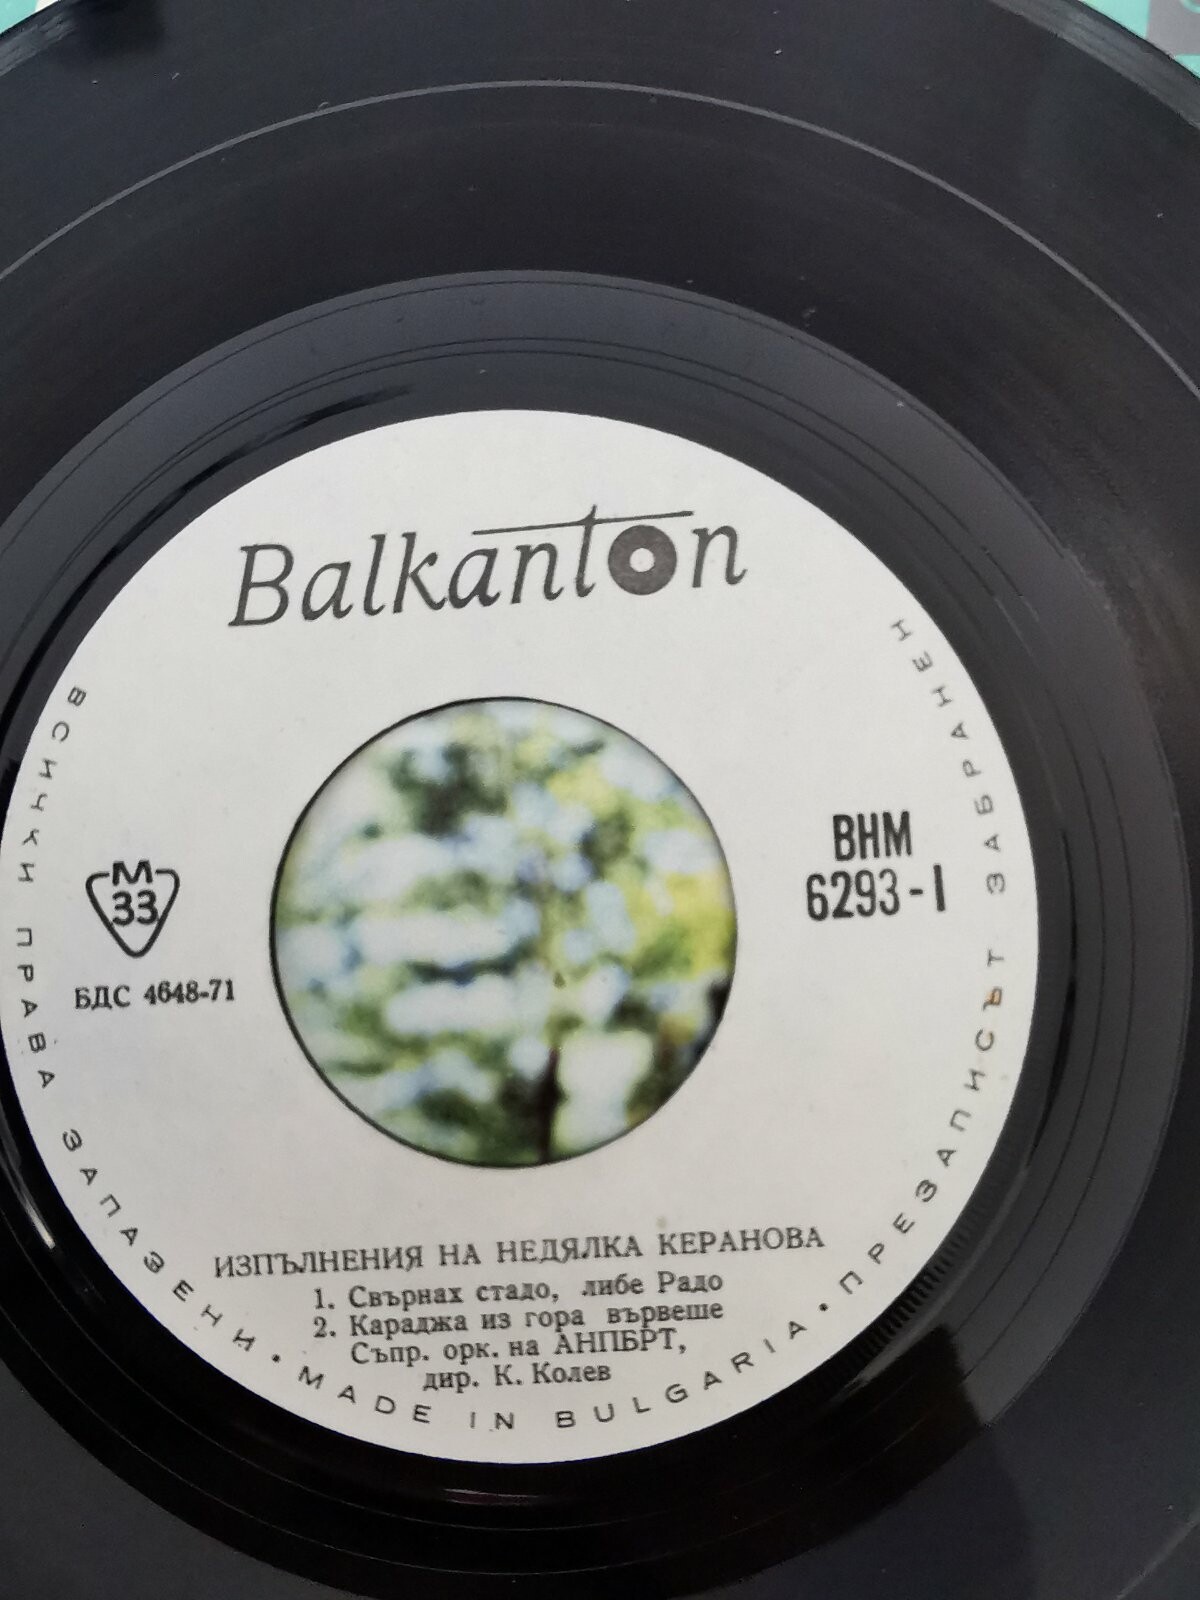 Balkanton
ВНМ
6293-I
М
33
БДС 4648-71
ИЗПЪЛНЕНИЯ НА НЕДЯЛКА КЕРАНОВА
1. Свърнах стадо, либе Радо
2. Караджа из гора вървеше
Съпр. орк. на АНПБРТ,
дир. К. Колев
ВСИЧКИ ПРАВА ЗАПАЗЕНИ • MADE IN BULGARIA • ПРЕЗАПИСЪТ ЗАБРАНЕН